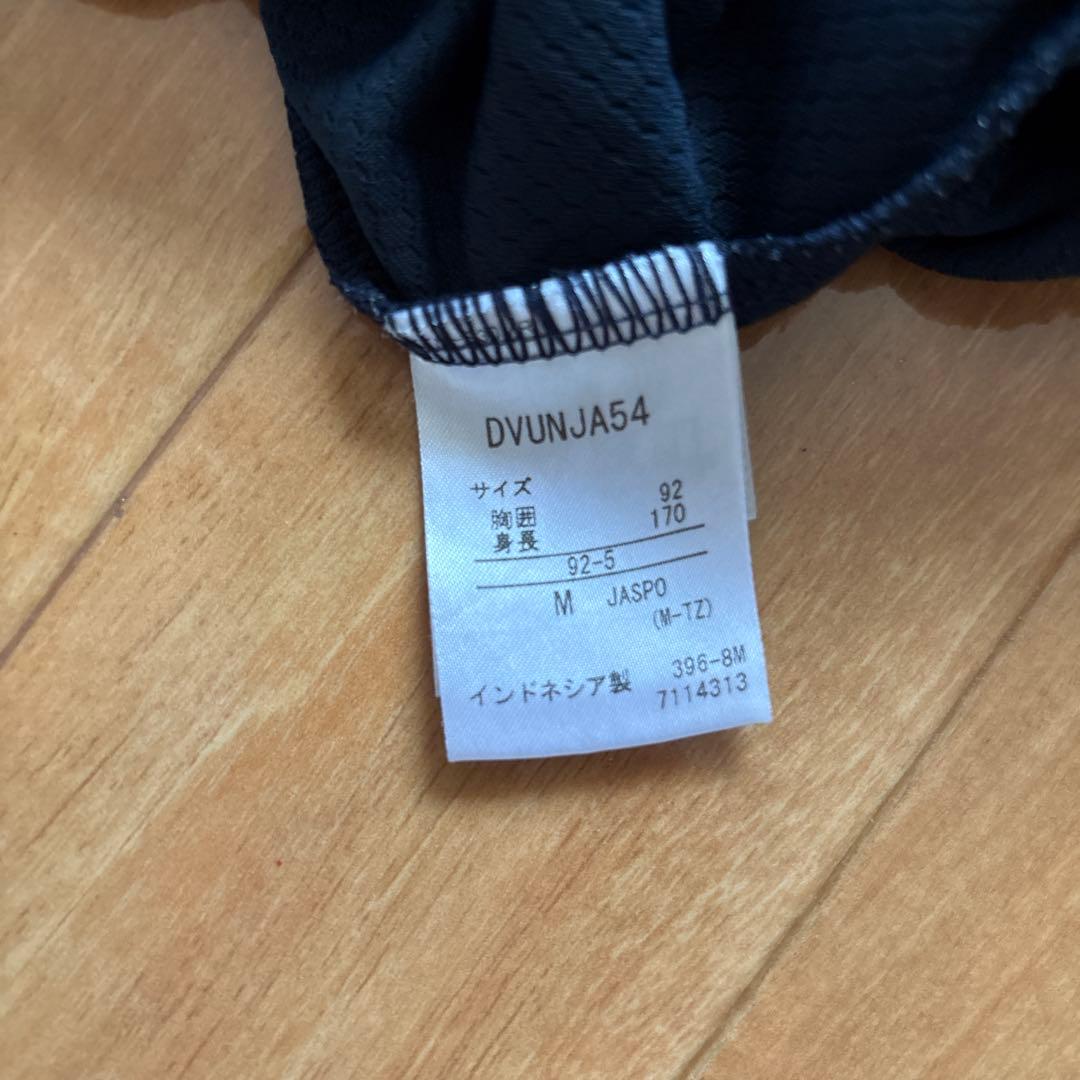 DVUNJA54
サイズ
胸囲 92
身長 170
92-5
M JASPO
(M-TZ)
396-8M
インドネシア製 7114313